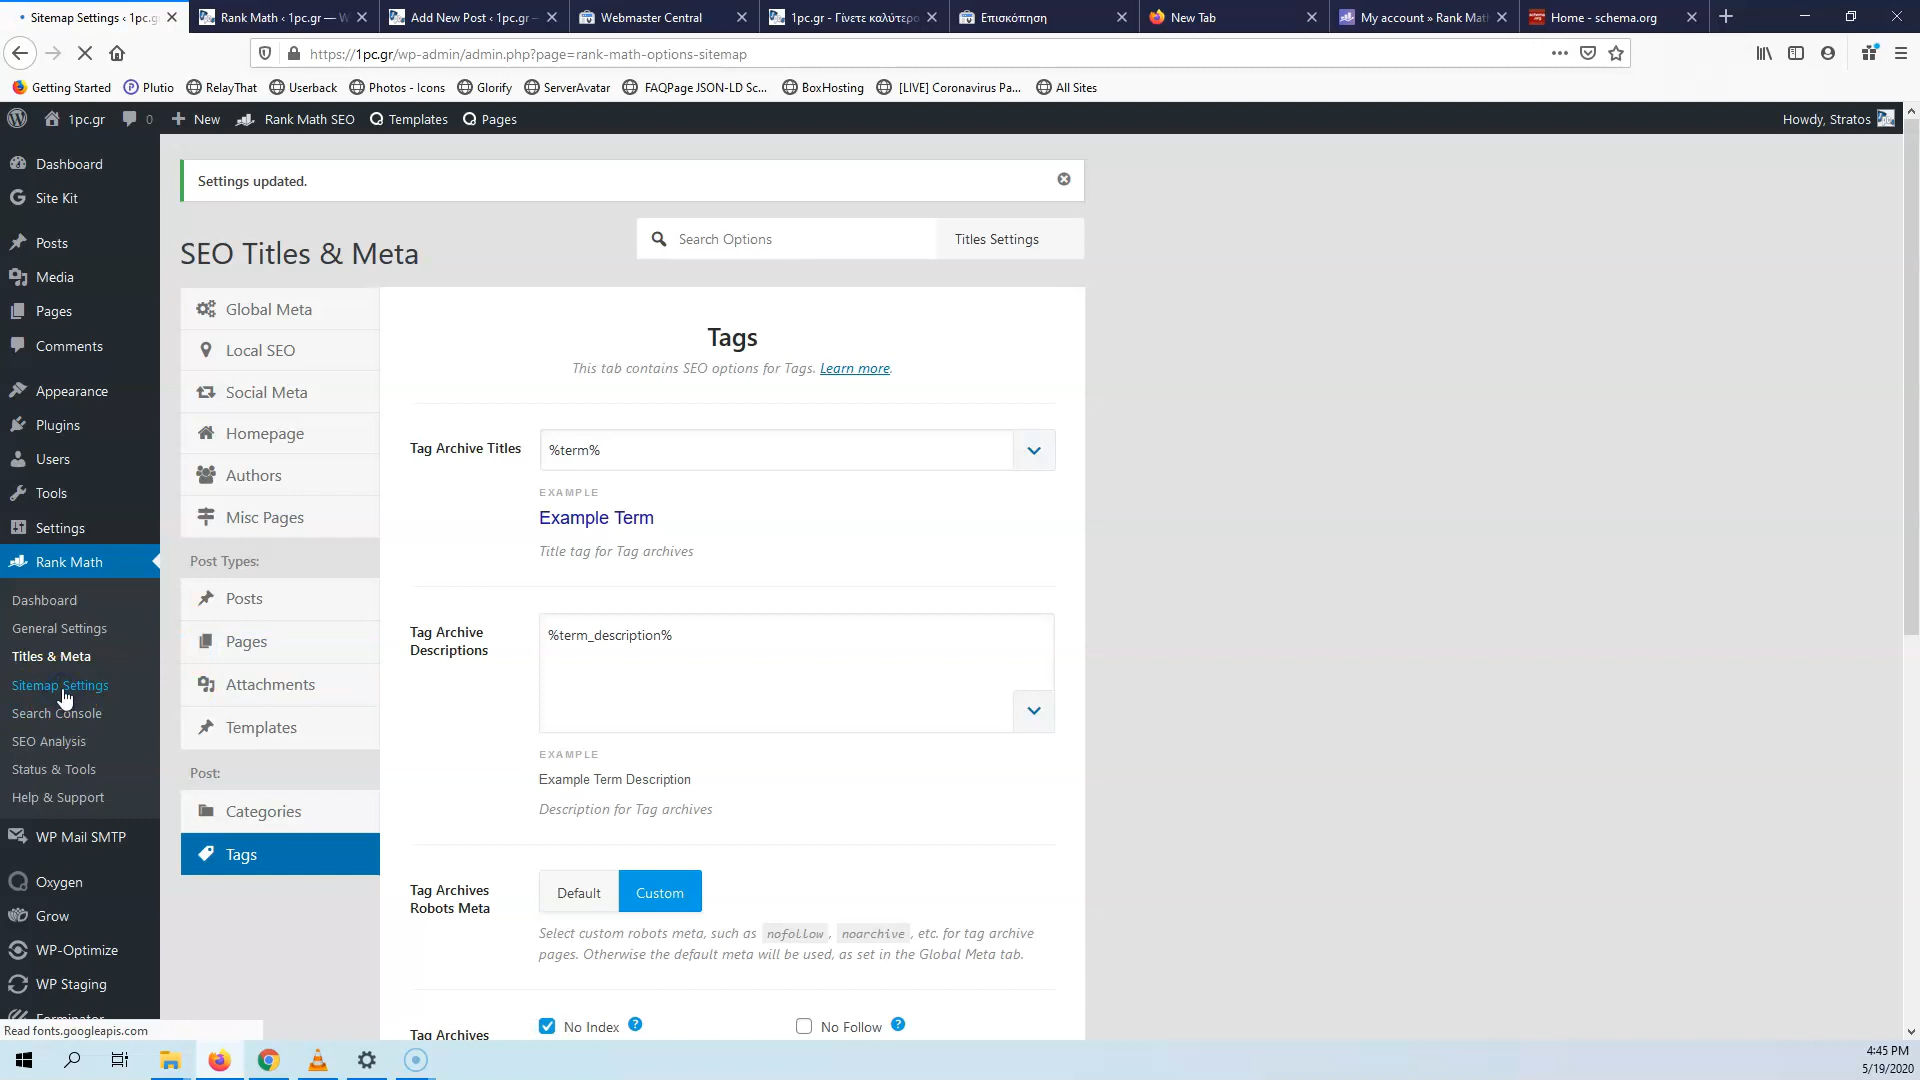 Sitemap Settings ‹ 1pc.g
Rank Math ‹ 1pc.gr — W
Add New Post ‹ 1pc.gr -
Webmaster Central
1pc.gr - Γίνετε καλύτερο
Επισκόπηση
New Tab
My account » Rank Mat
Home - schema.org
https://1pc.gr/wp-admin/admin.php?page=rank-math-options-sitemap
Getting Started
Plutio
RelayThat
Userback
Photos - Icons
Glorify
ServerAvatar
FAQPage JSON-LD Sc...
BoxHosting
[LIVE] Coronavirus Pa...
All Sites
1pc.gr
0
New
Rank Math SEO
Templates
Pages
Howdy, Stratos
Dashboard
Site Kit
Posts
Media
Pages
Comments
Appearance
Plugins
Users
Tools
Settings
Rank Math
Dashboard
General Settings
Titles & Meta
Sitemap Settings
Search Console
SEO Analysis
Status & Tools
Help & Support
WP Mail SMTP
Oxygen
Grow
WP-Optimize
WP Staging
Forminator
Read fonts.googleapis.com
Settings updated.
SEO Titles & Meta
Search Options
Titles Settings
Global Meta
Local SEO
Social Meta
Homepage
Authors
Misc Pages
Post Types:
Posts
Pages
Attachments
Templates
Post:
Categories
Tags
Tags
This tab contains SEO options for Tags. Learn more.
Tag Archive Titles
%term%
EXAMPLE
Example Term
Title tag for Tag archives
Tag Archive
Descriptions
%term_description%
EXAMPLE
Example Term Description
Description for Tag archives
Tag Archives
Robots Meta
Default
Custom
Select custom robots meta, such as nofollow, noarchive, etc. for tag archive
pages. Otherwise the default meta will be used, as set in the Global Meta tab.
Tag Archives
No Index
No Follow
4:45 PM
5/19/2020